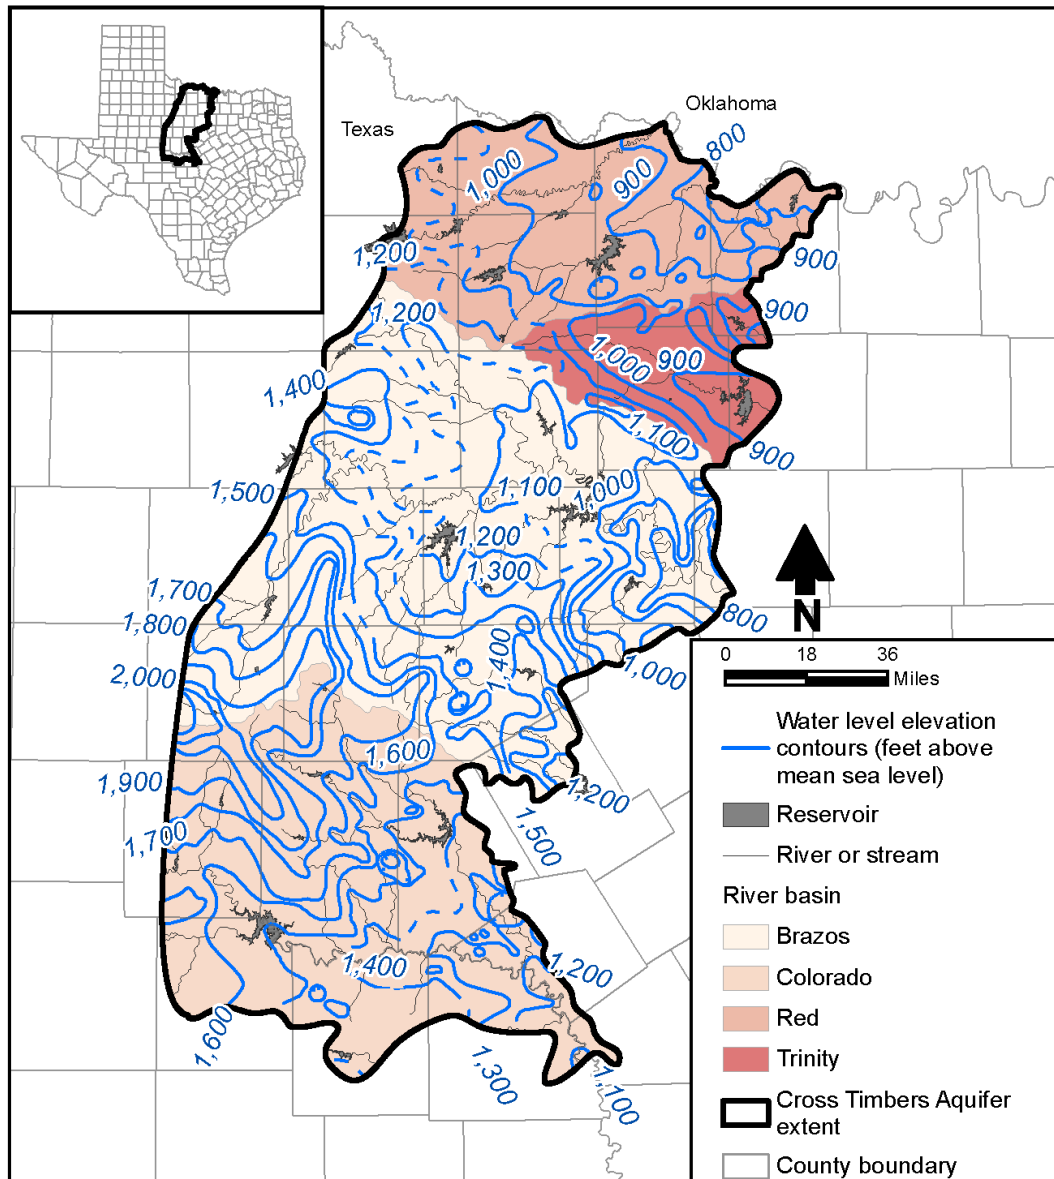 Oklahoma
Texas
800
1,000
900
1,200
900
1,200
900
1,000
900
1,400
1,100
900
1,500
1,100
1,000
1,200
1,300
1,700
800
1,800
N
1,400
1,000
2,000
0 18 36
Miles
1,600
1,900
1,200
1,500
1,700
1,400
1,200
1,600
1,300
1,100
Water level elevation
contours (feet above
mean sea level)
Reservoir
River or stream
River basin
Brazos
Colorado
Red
Trinity
Cross Timbers Aquifer
extent
County boundary